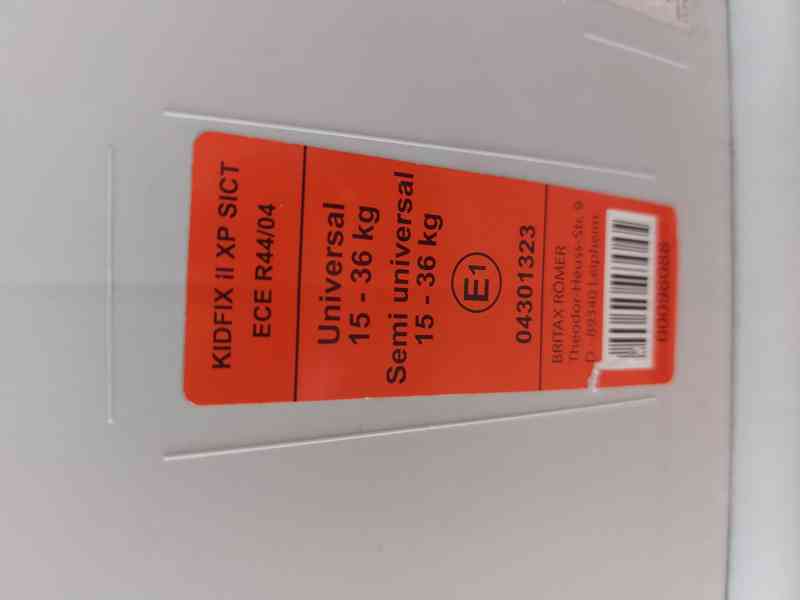 KIDFIX II XP SICT
ECE R44/04
Universal
15 - 36 kg
Semi universal
15 - 36 kg
E1
04301323
BRITAX RÖMER
Theodor-Heuss-Str. 9
D - 89340 Leipheim